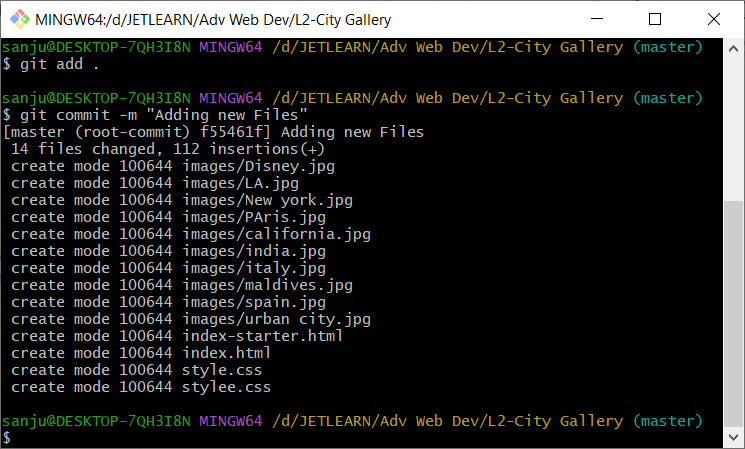 MINGW64:/d/JETLEARN/Adv Web Dev/L2-City Gallery
sanju@DESKTOP-7QH3I8N MINGW64 /d/JETLEARN/Adv Web Dev/L2-City Gallery (master)
$ git add .
sanju@DESKTOP-7QH3I8N MINGW64 /d/JETLEARN/Adv Web Dev/L2-City Gallery (master)
$ git commit -m "Adding new Files"
[master (root-commit) f55461f] Adding new Files
 14 files changed, 112 insertions(+)
 create mode 100644 images/Disney.jpg
 create mode 100644 images/LA.jpg
 create mode 100644 images/New york.jpg
 create mode 100644 images/PAris.jpg
 create mode 100644 images/california.jpg
 create mode 100644 images/india.jpg
 create mode 100644 images/italy.jpg
 create mode 100644 images/maldives.jpg
 create mode 100644 images/spain.jpg
 create mode 100644 images/urban city.jpg
 create mode 100644 index-starter.html
 create mode 100644 index.html
 create mode 100644 style.css
 create mode 100644 stylee.css
sanju@DESKTOP-7QH3I8N MINGW64 /d/JETLEARN/Adv Web Dev/L2-City Gallery (master)
$